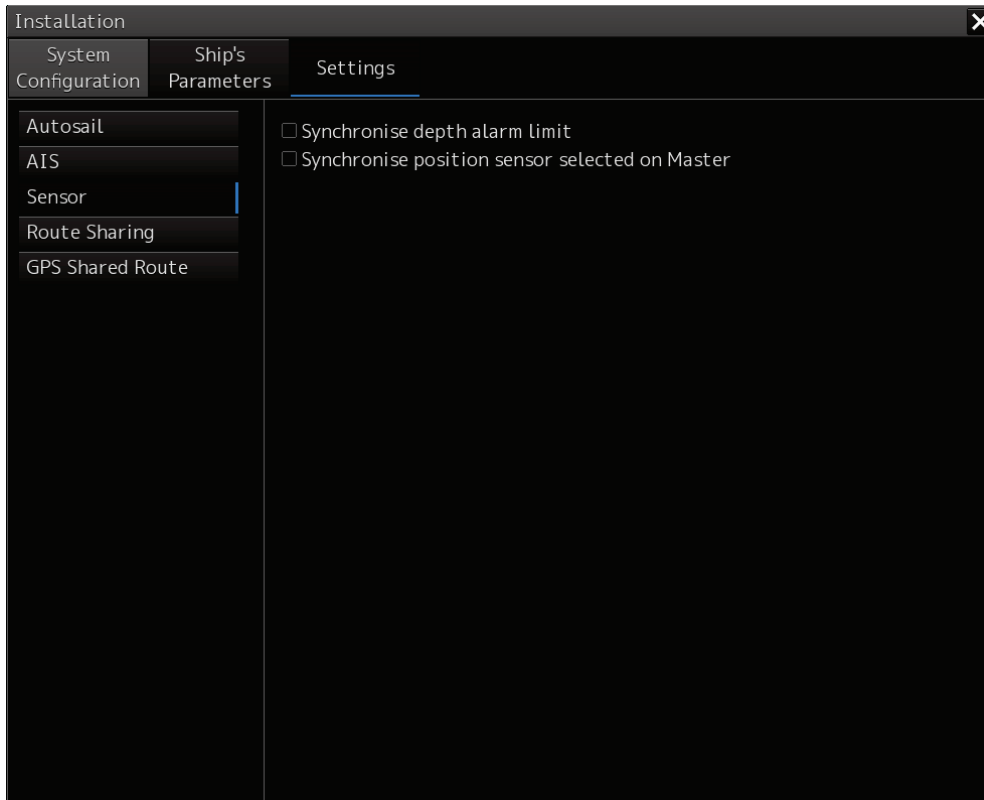 Installation
System
Configuration
Ship's
Parameters
Settings
Autosail
AIS
Sensor
Route Sharing
GPS Shared Route
Synchronise depth alarm limit
Synchronise position sensor selected on Master